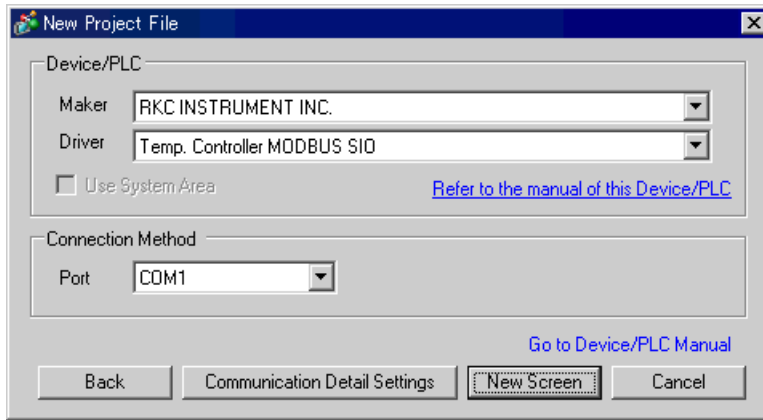 New Project File
Device/PLC
Maker RKC INSTRUMENT INC.
Driver Temp. Controller MODBUS SIO
Use System Area Refer to the manual of this Device/PLC
Connection Method
Port COM1
Go to Device/PLC Manual
Back Communication Detail Settings New Screen Cancel